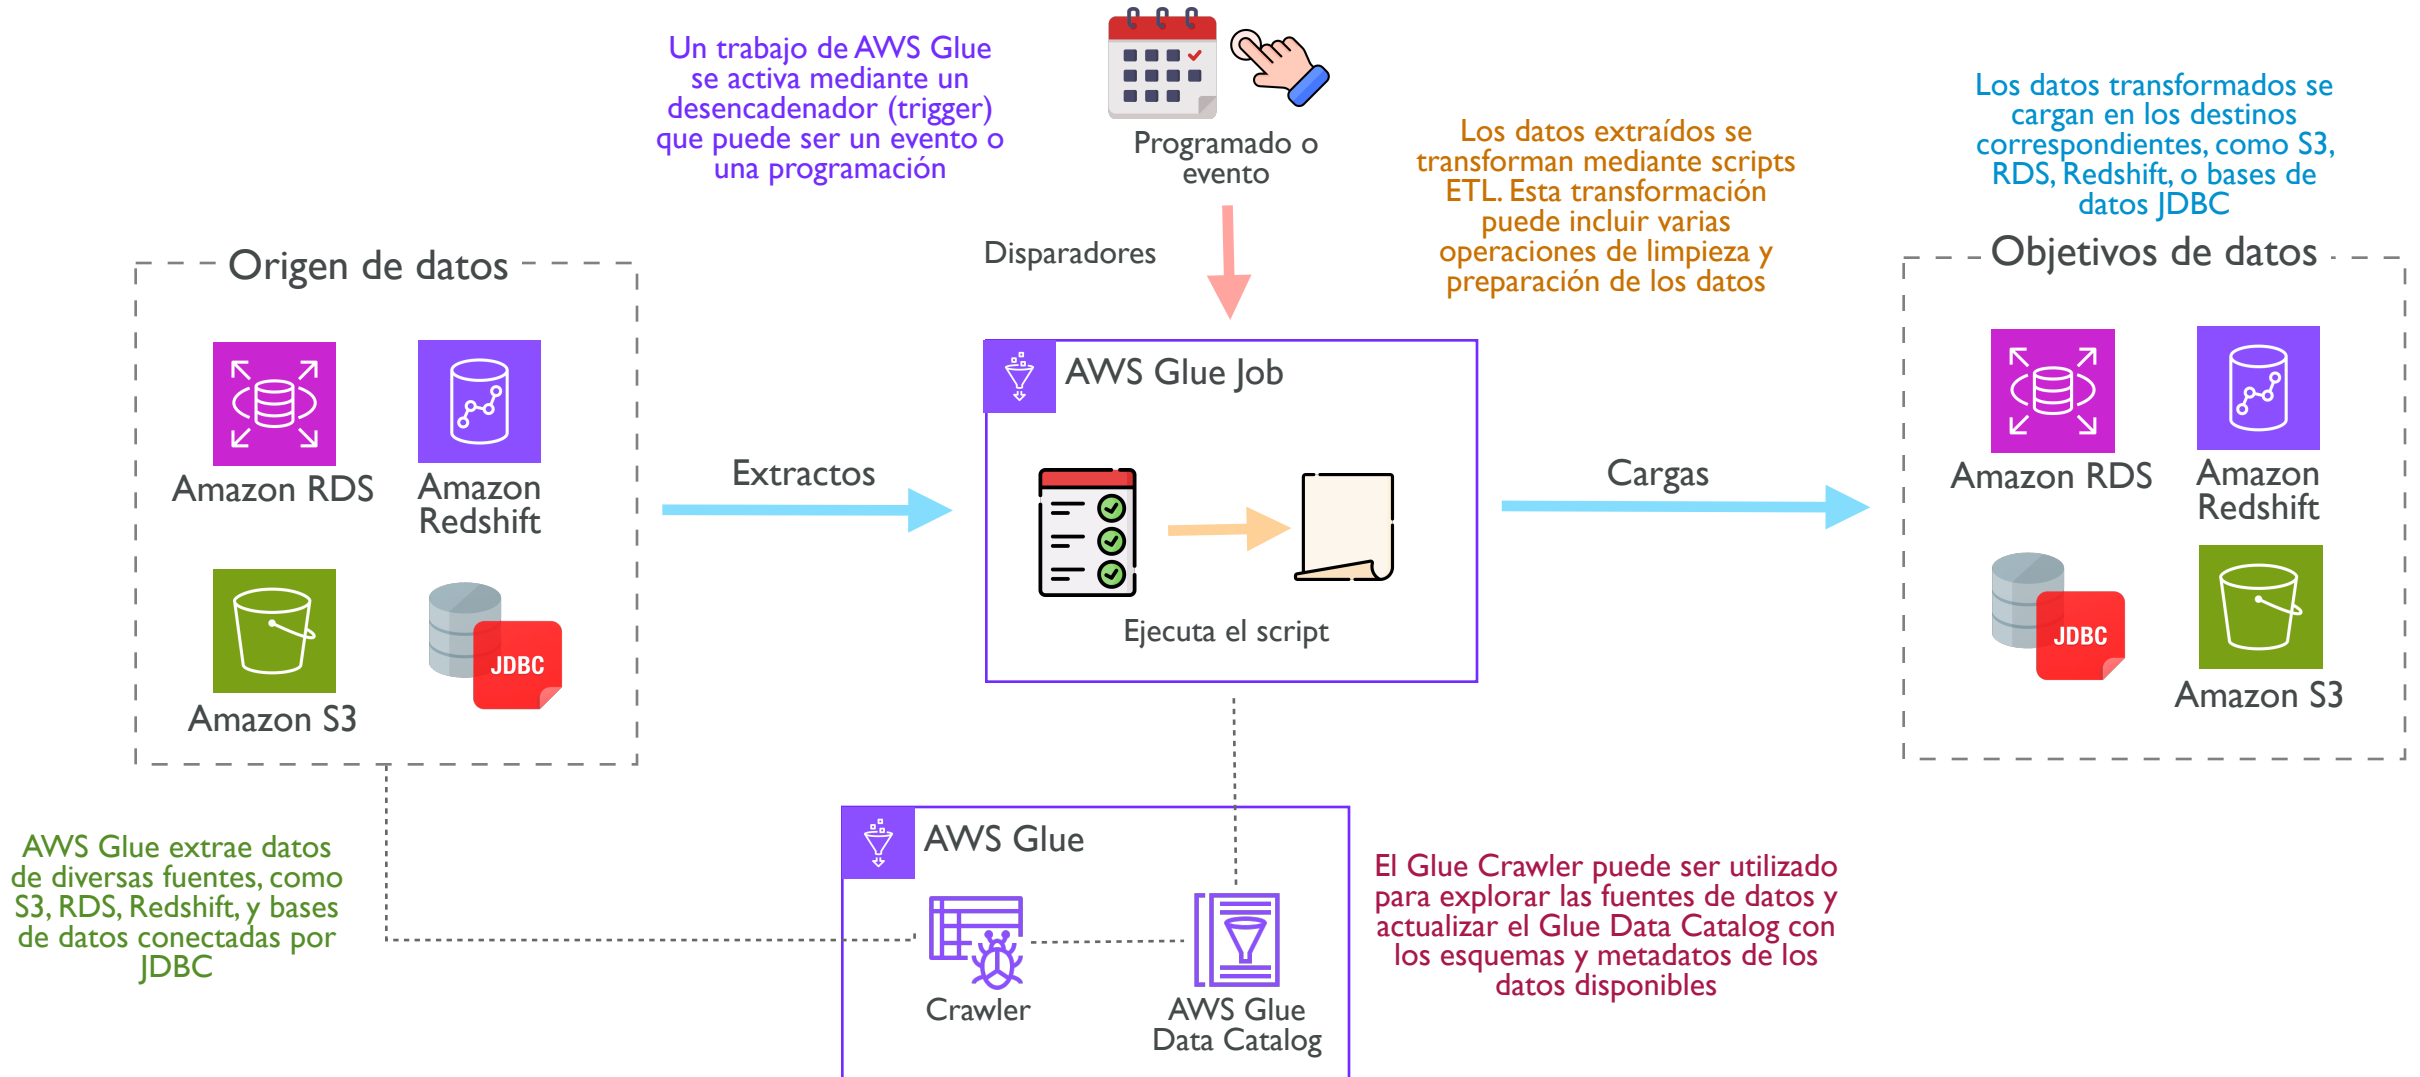 Un trabajo de AWS Glue
se activa mediante un
desencadenador (trigger)
que puede ser un evento o
una programación
Programado o
evento
Disparadores
Los datos extraídos se
transforman mediante scripts
ETL. Esta transformación
puede incluir varias
operaciones de limpieza y
preparación de los datos
Los datos transformados se
cargan en los destinos
correspondientes, como S3,
RDS, Redshift, o bases de
datos JDBC
Origen de datos
Amazon RDS
Amazon
Redshift
Amazon S3
JDBC
Extractos
AWS Glue Job
Ejecuta el script
Cargas
Objetivos de datos
Amazon RDS
Amazon
Redshift
JDBC
Amazon S3
AWS Glue extrae datos
de diversas fuentes, como
S3, RDS, Redshift, y bases
de datos conectadas por
JDBC
AWS Glue
Crawler
AWS Glue
Data Catalog
El Glue Crawler puede ser utilizado
para explorar las fuentes de datos y
actualizar el Glue Data Catalog con
los esquemas y metadatos de los
datos disponibles